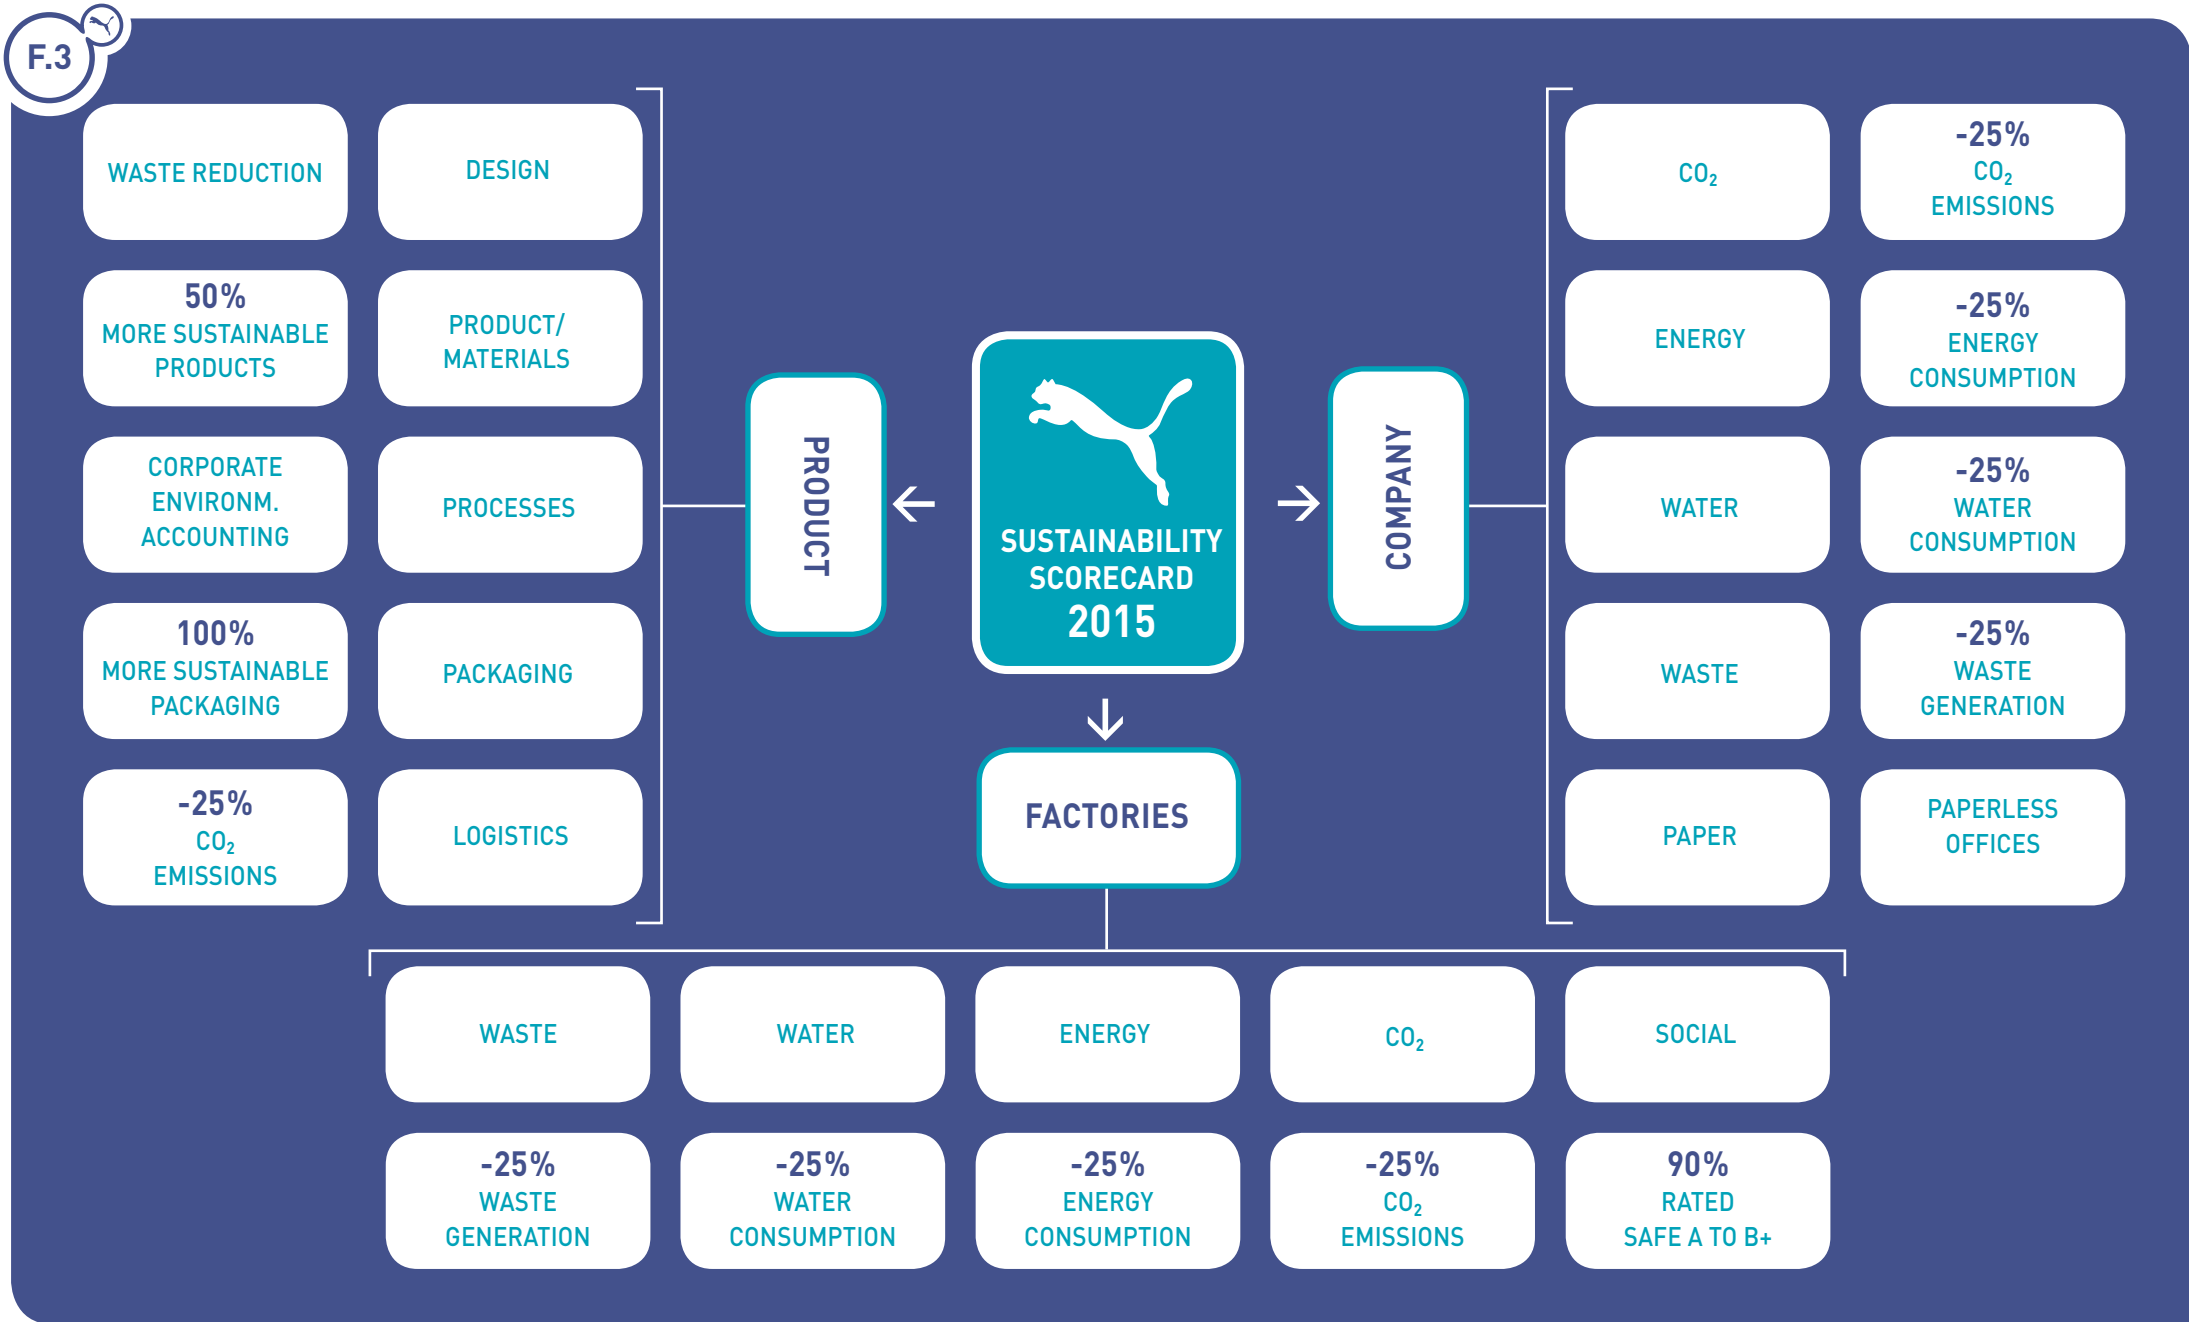 F.3
WASTE REDUCTION
DESIGN
50%
MORE SUSTAINABLE
PRODUCTS
PRODUCT/
MATERIALS
CORPORATE
ENVIRONM.
ACCOUNTING
PROCESSES
100%
MORE SUSTAINABLE
PACKAGING
PACKAGING
-25%
CO₂
EMISSIONS
LOGISTICS
PRODUCT
SUSTAINABILITY
SCORECARD
2015
COMPANY
CO₂
-25%
CO₂
EMISSIONS
ENERGY
-25%
ENERGY
CONSUMPTION
WATER
-25%
WATER
CONSUMPTION
WASTE
-25%
WASTE
GENERATION
PAPER
PAPERLESS
OFFICES
FACTORIES
WASTE
WATER
ENERGY
CO₂
SOCIAL
-25%
WASTE
GENERATION
-25%
WATER
CONSUMPTION
-25%
ENERGY
CONSUMPTION
-25%
CO₂
EMISSIONS
90%
RATED
SAFE A TO B+